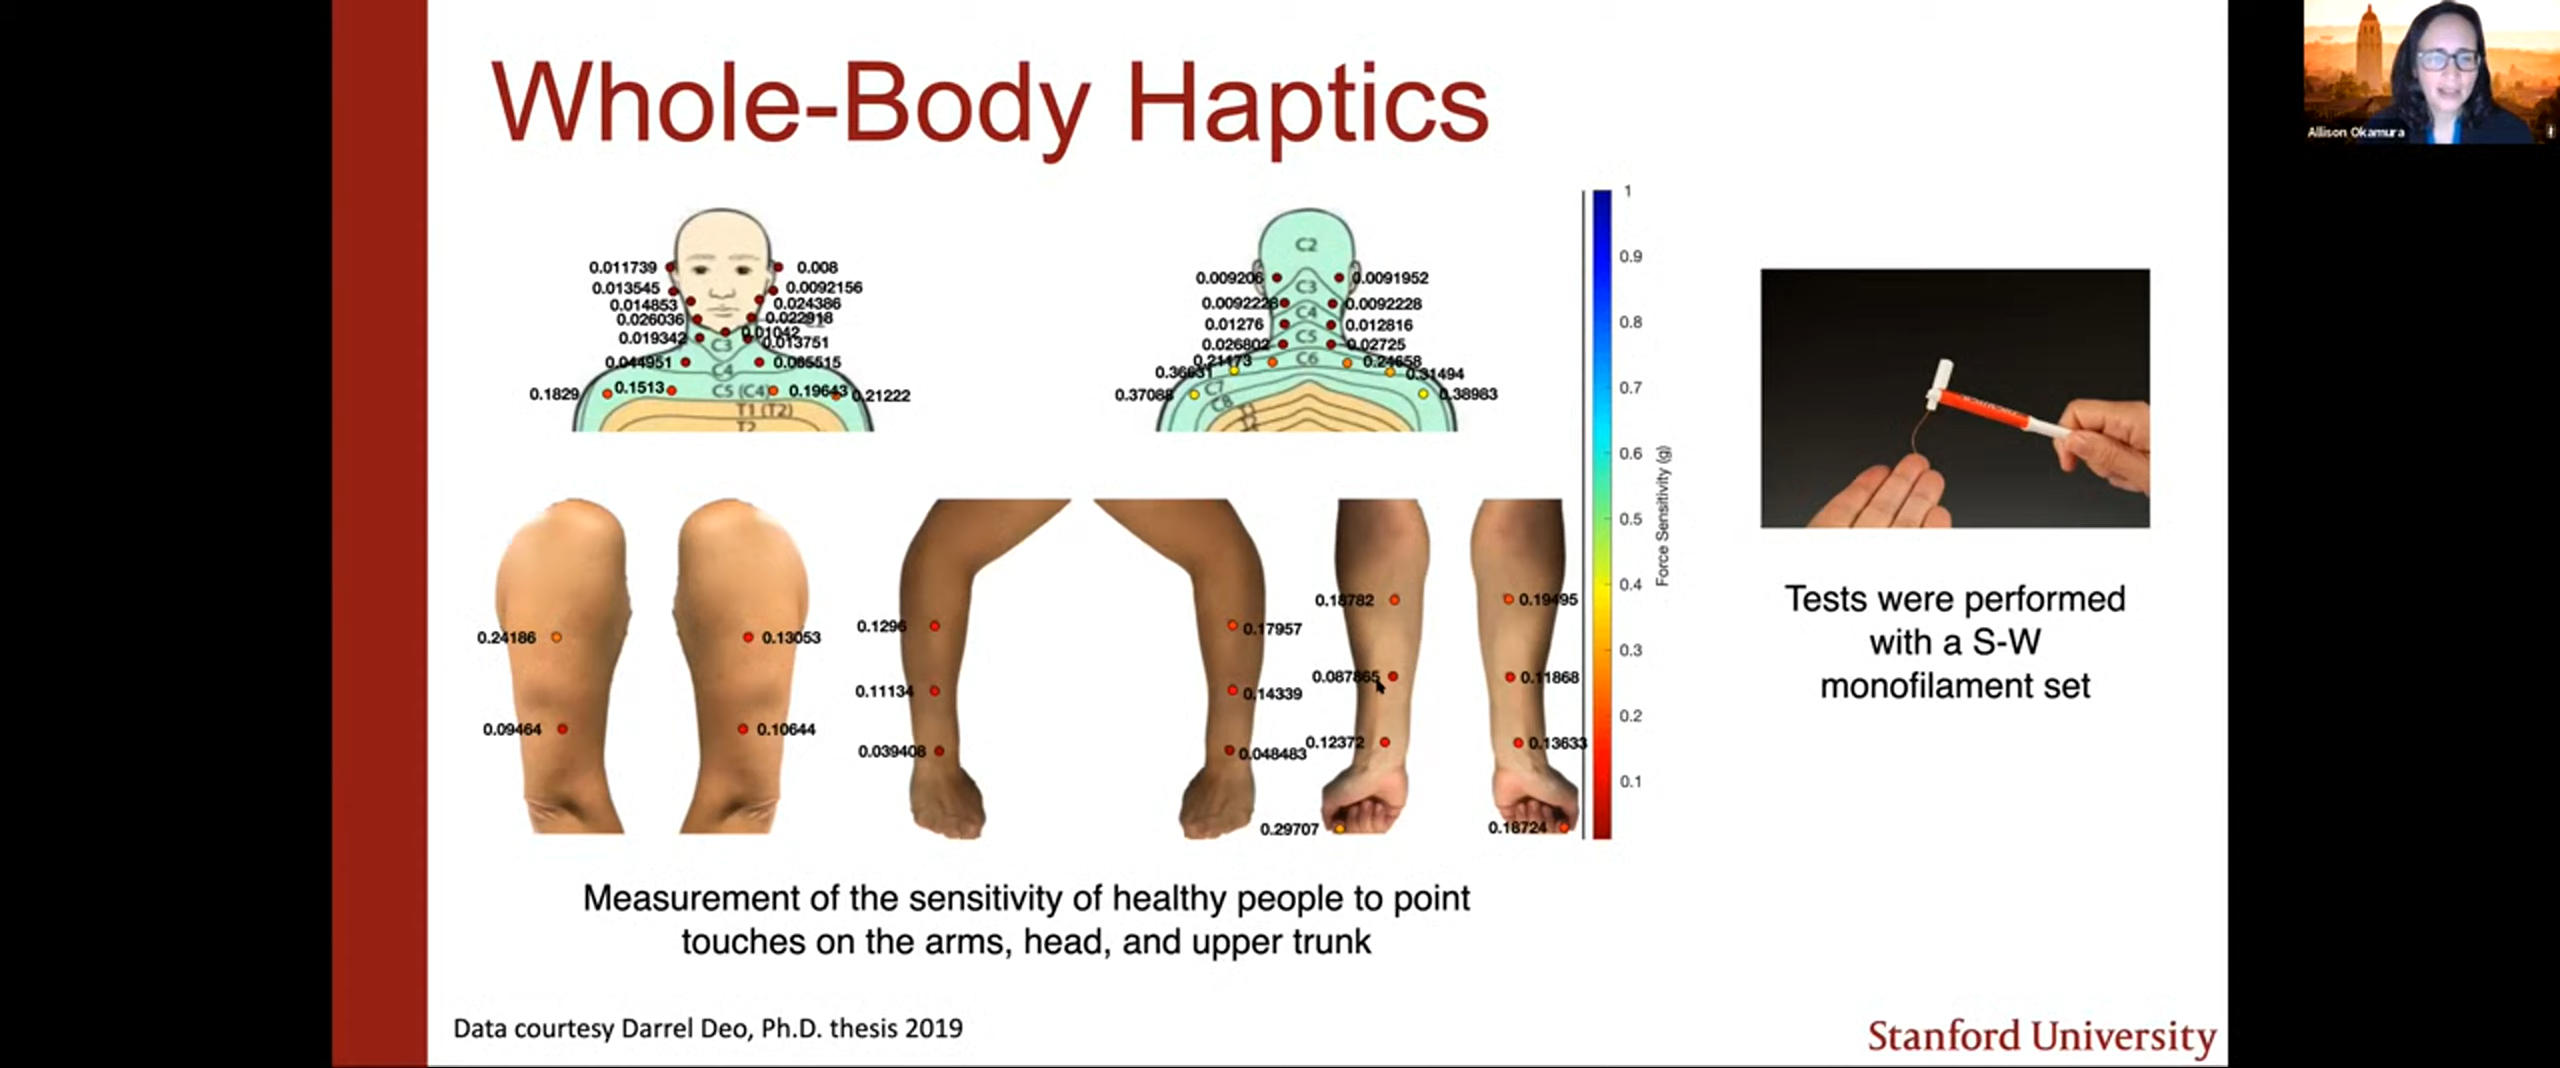 Whole-Body Haptics
Allison Okamura
0.011739
0.008
0.013545
0.0092156
0.014853
0.024386
0.026036
0.022918
0.01042
0.019342
0.013751
C3
0.044951
0.065515
C4
0.1829
0.1513
C5 (C4)
0.19643
0.21222
T1 (T2)
T2
C2
0.009206
0.0091952
C3
0.0092228
0.0092228
C4
0.01276
0.012816
C5
0.026802
0.02725
0.21173
C6
0.24658
0.36631
0.31494
C7
0.37088
0.38983
C8
1
0.9
0.8
0.7
0.6
0.5
0.4
0.3
0.2
0.1
Force Sensitivity (g)
0.24186
0.13053
0.09464
0.10644
0.1296
0.17957
0.11134
0.14339
0.039408
0.048483
0.18782
0.19495
0.087865
0.11868
0.12372
0.13633
0.29707
0.18724
Tests were performed
with a S-W
monofilament set
Measurement of the sensitivity of healthy people to point
touches on the arms, head, and upper trunk
Data courtesy Darrel Deo, Ph.D. thesis 2019
Stanford University